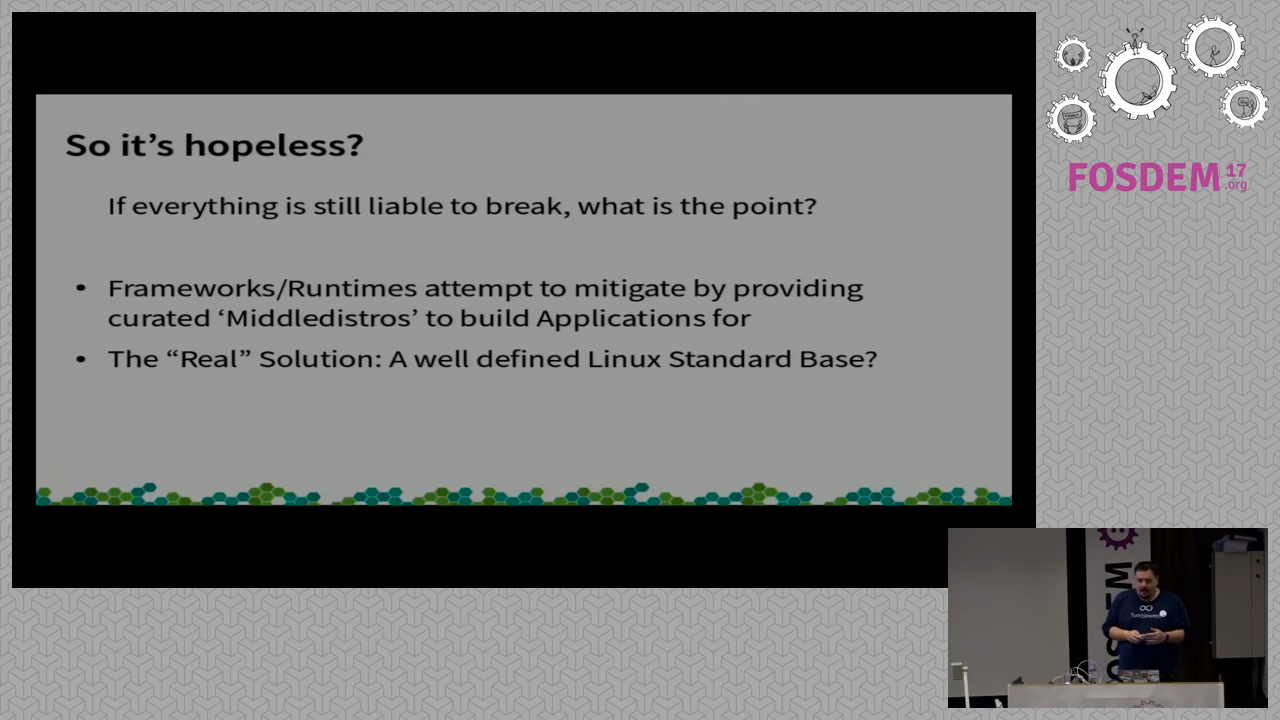 So it's hopeless?
If everything is still liable to break, what is the point?
• Frameworks/Runtimes attempt to mitigate by providing
curated ‘Middledistros’ to build Applications for
• The “Real” Solution: A well defined Linux Standard Base?
FOSDEM 17
.org
Tumbleweed
OSDEM